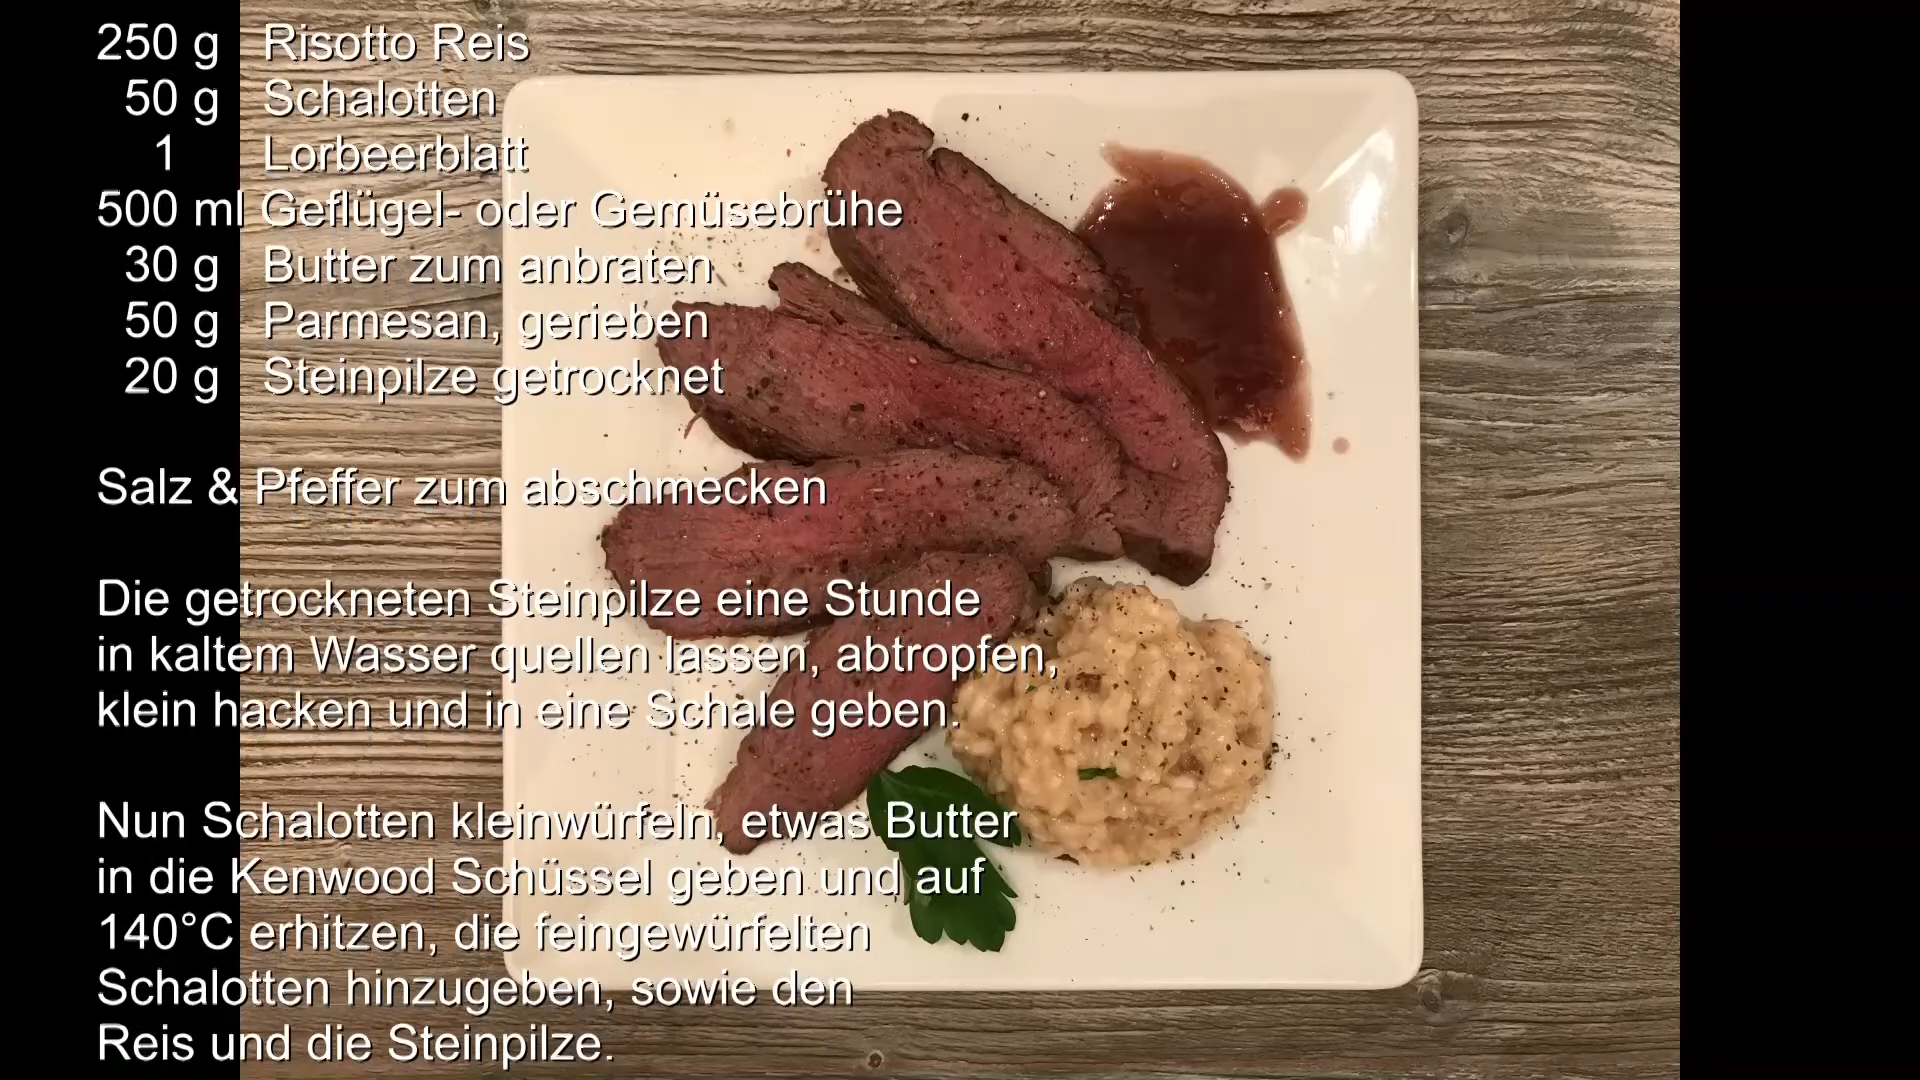 250 g Risotto Reis
50 g Schalotten
1 Lorbeerblatt
500 ml Geflügel- oder Gemüsebrühe
30 g Butter zum anbraten
50 g Parmesan, gerieben
20 g Steinpilze getrocknet
Salz & Pfeffer zum abschmecken
Die getrockneten Steinpilze eine Stunde
in kaltem Wasser quellen lassen, abtropfen,
klein hacken und in eine Schale geben.
Nun Schalotten kleinwürfeln, etwas Butter
in die Kenwood Schüssel geben und auf
140°C erhitzen, die feingewürfelten
Schalotten hinzugeben, sowie den
Reis und die Steinpilze.